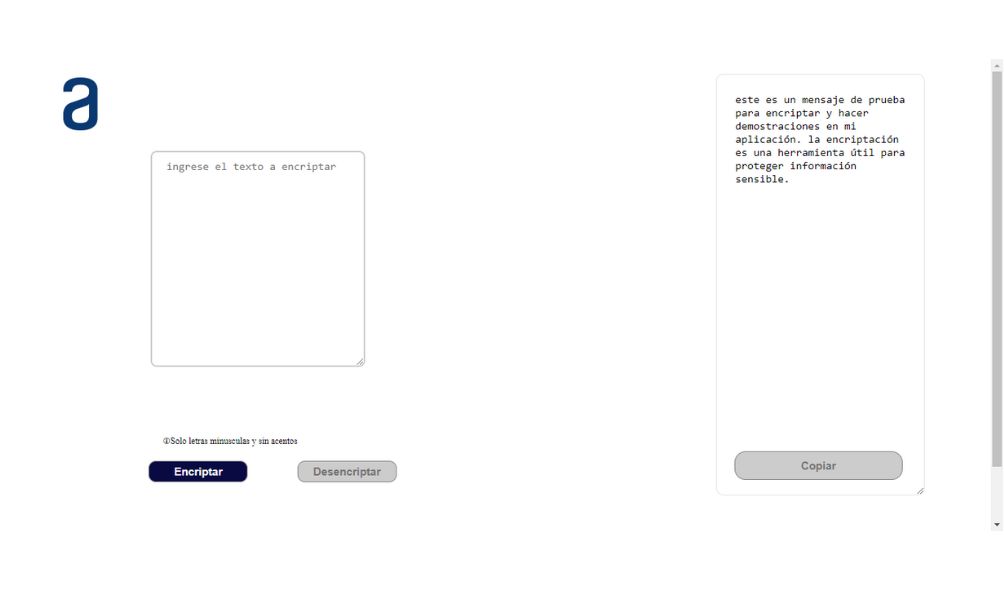 a
ingrese el texto a encriptar
Solo letras minusculas y sin acentos
Encriptar
Desencriptar
este es un mensaje de prueba
para encriptar y hacer
demostraciones en mi
aplicación. la encriptación
es una herramienta útil para
proteger información
sensible.
Copiar